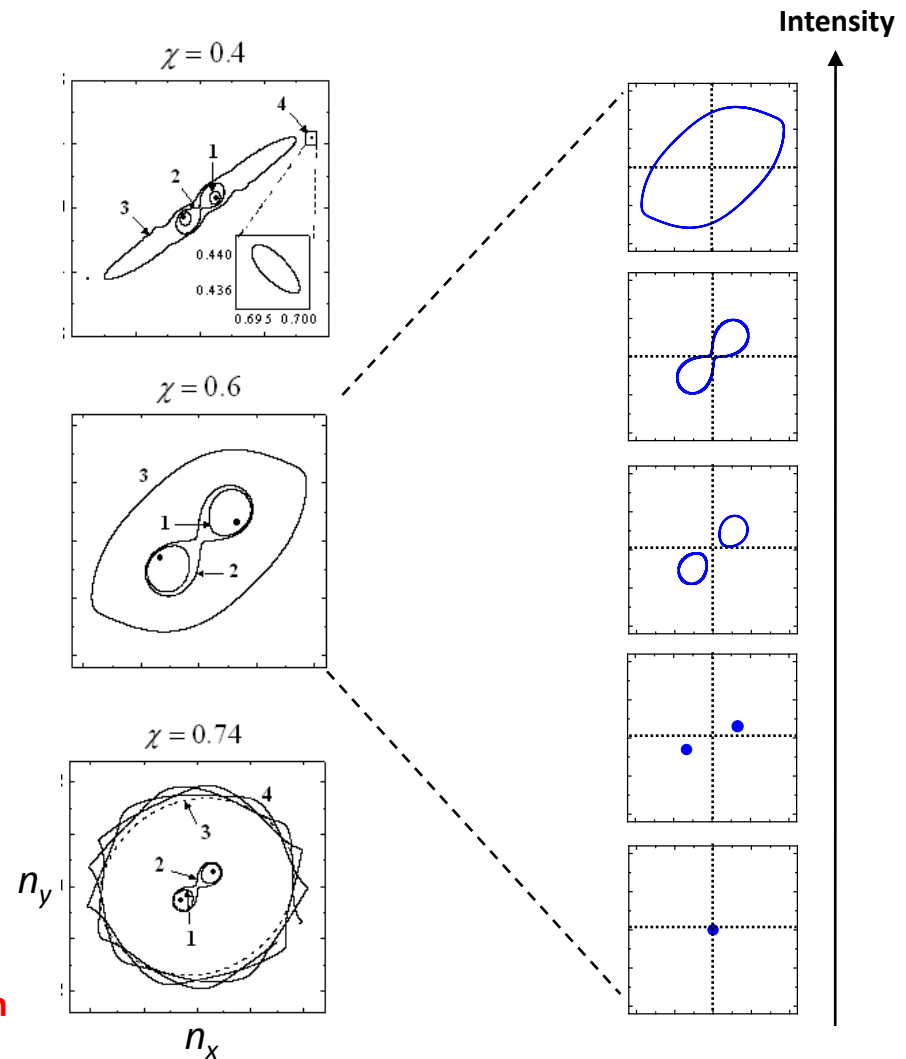 Intensity
χ = 0.4
4
1
2
3
0.440
0.436
0.695 0.700
χ = 0.6
3
1
2
χ = 0.74
4
3
2
1
n_y
n
n_x